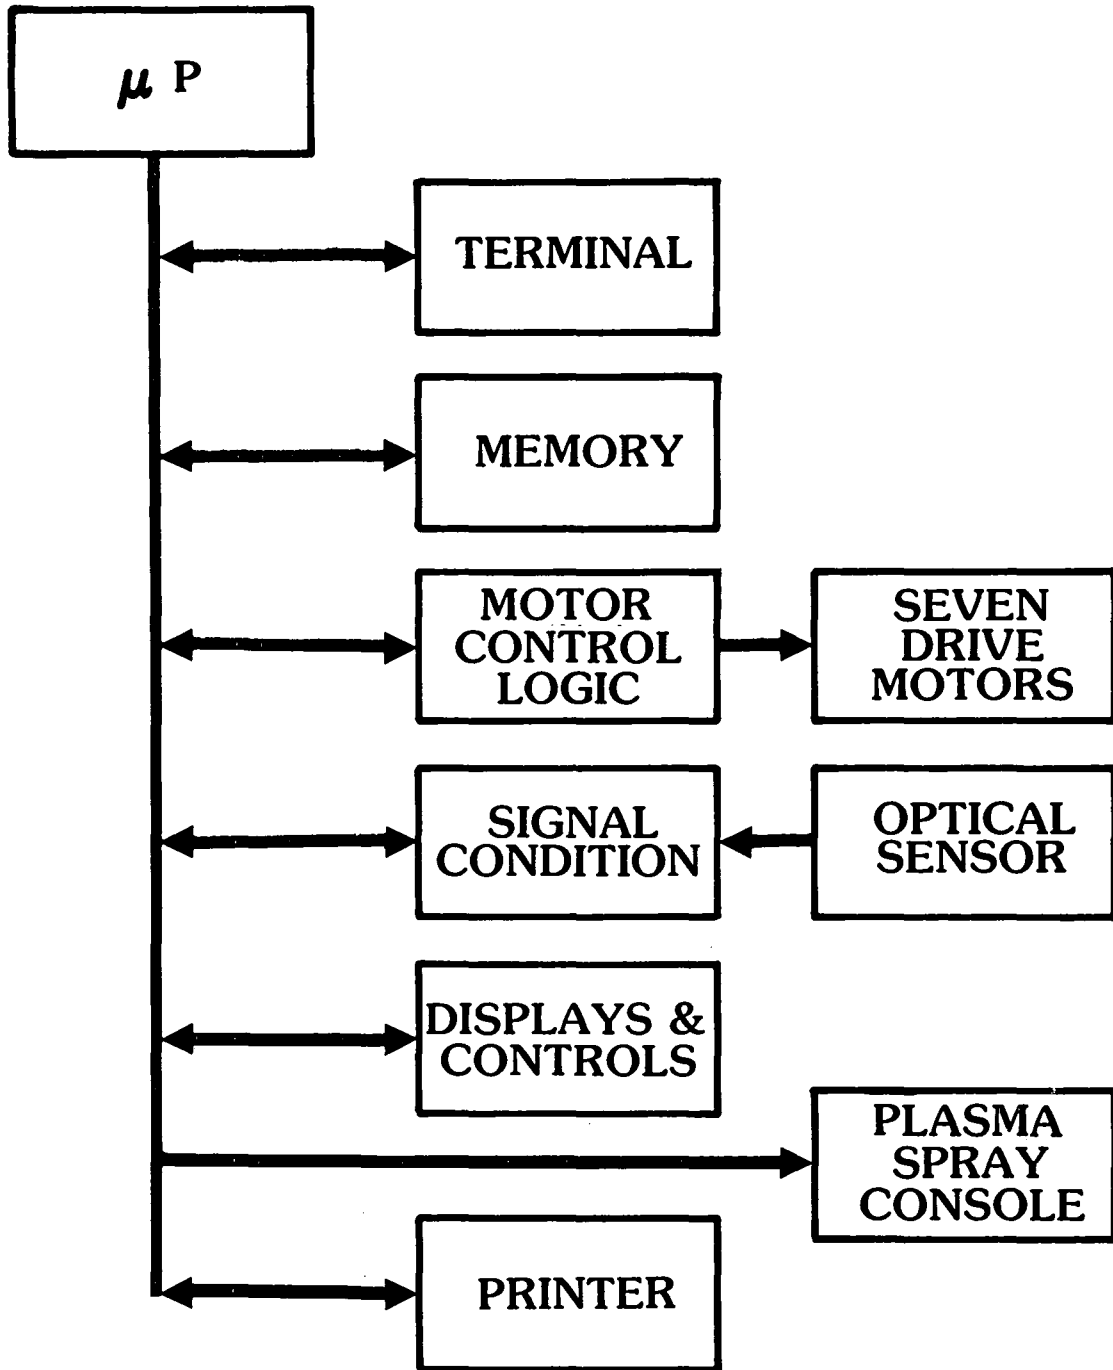 μ P
TERMINAL
MEMORY
MOTOR
CONTROL
LOGIC
SEVEN
DRIVE
MOTORS
SIGNAL
CONDITION
OPTICAL
SENSOR
DISPLAYS &
CONTROLS
PLASMA
SPRAY
CONSOLE
PRINTER